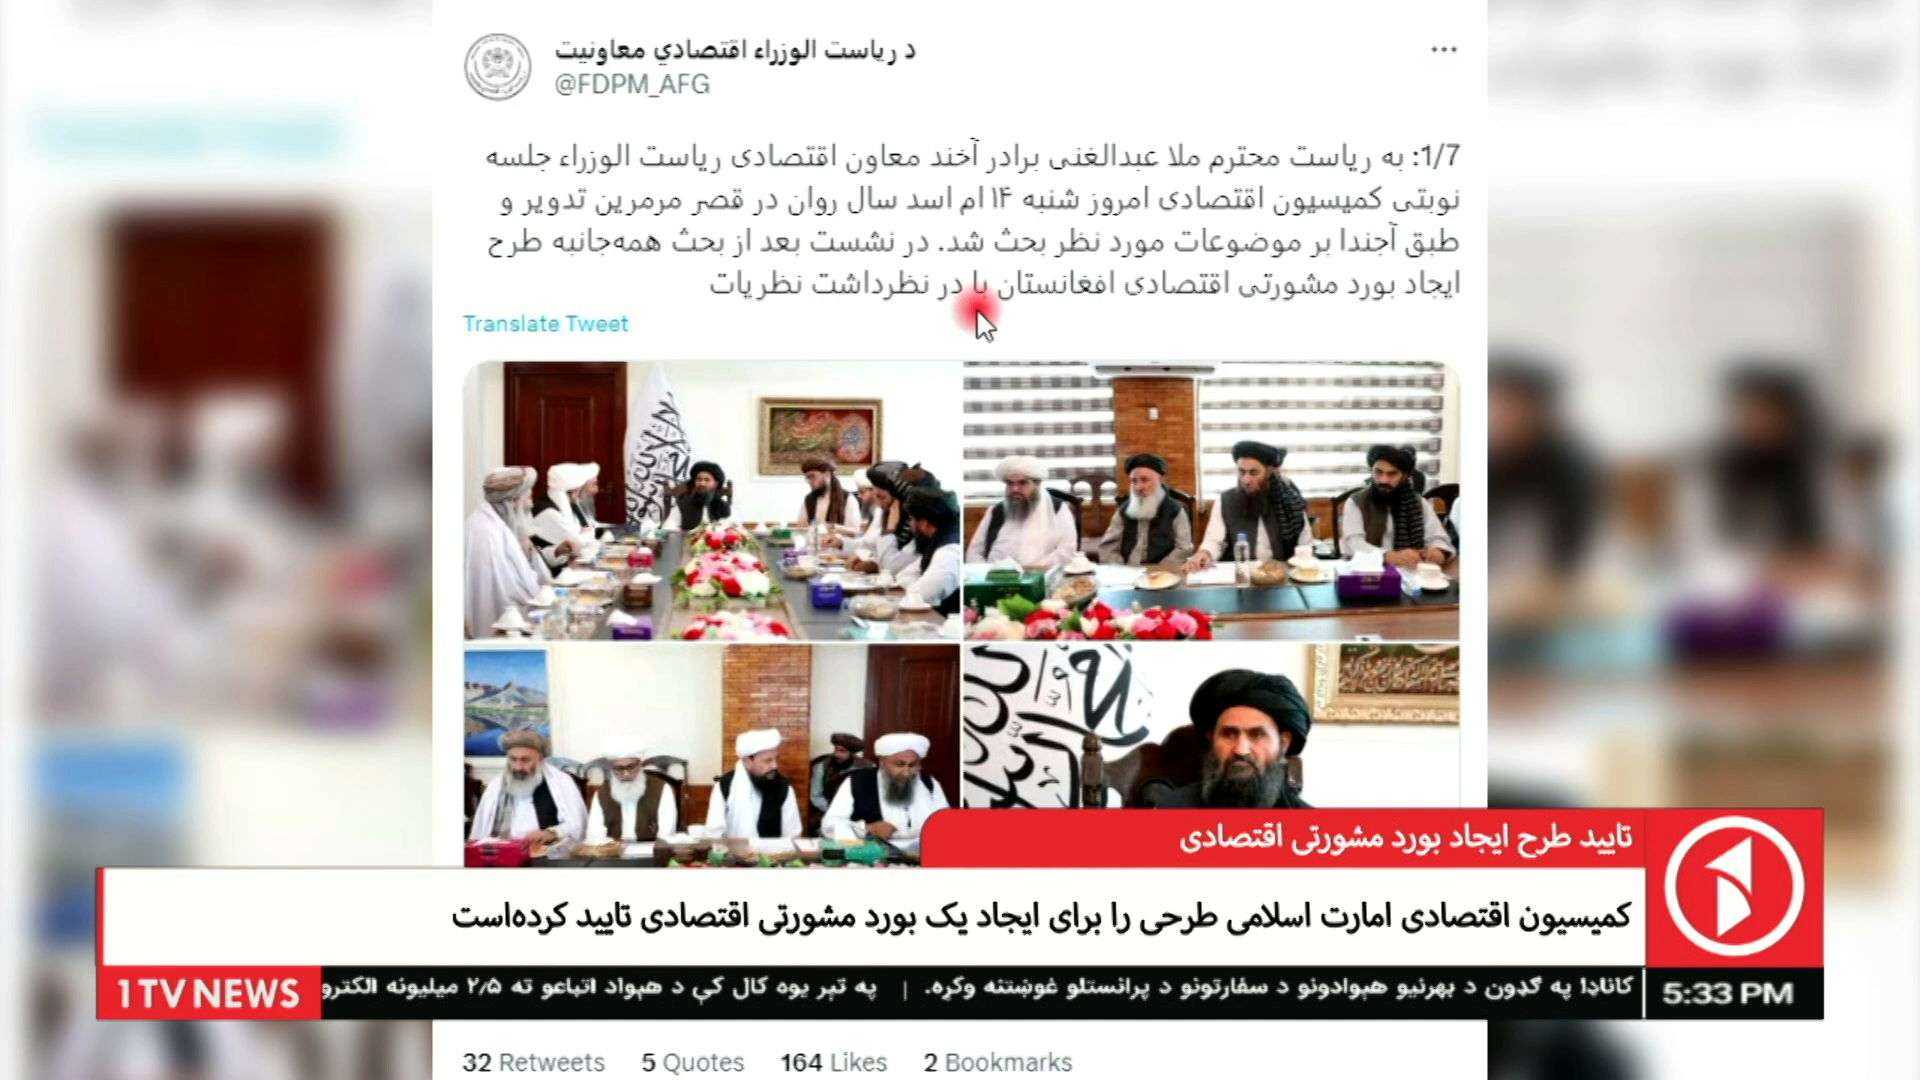 د ریاست الوزراء اقتصادي معاونیت
@FDPM_AFG
1/7: به ریاست محترم ملا عبدالغنی برادر آخند معاون اقتصادی ریاست الوزراء جلسه
نوبتی کمیسیون اقتصادی امروز شنبه ۱۴ام اسد سال روان در قصر مرمرین تدویر و
طبق آجندا بر موضوعات مورد نظر بحث شد. در نشست بعد از بحث همه‌جانبه طرح
ایجاد بورد مشورتی اقتصادی افغانستان با در نظرداشت نظریات
Translate Tweet
تایید طرح ایجاد بورد مشورتی اقتصادی
کمیسیون اقتصادی امارت اسلامی طرحی را برای ایجاد یک بورد مشورتی اقتصادی تایید کرده‌است
کاناډا په ګډون د بهرنیو هېوادونو د سفارتونو د پرانستلو غوښتنه وکړه. | په تېر یوه کال کې د هېواد اتباعو ته ۲/۵ میلیونه الکترو
1TV NEWS
5:33 PM
32 Retweets 5 Quotes 164 Likes 2 Bookmarks